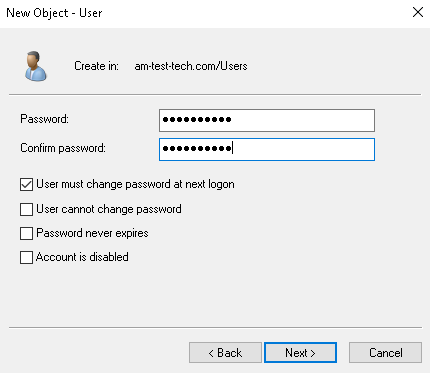 New Object - User
Create in: am-test-tech.com/Users
Password: ●●●●●●●●●●
Confirm password: ●●●●●●●●●●
User must change password at next logon
User cannot change password
Password never expires
Account is disabled
< Back Next > Cancel